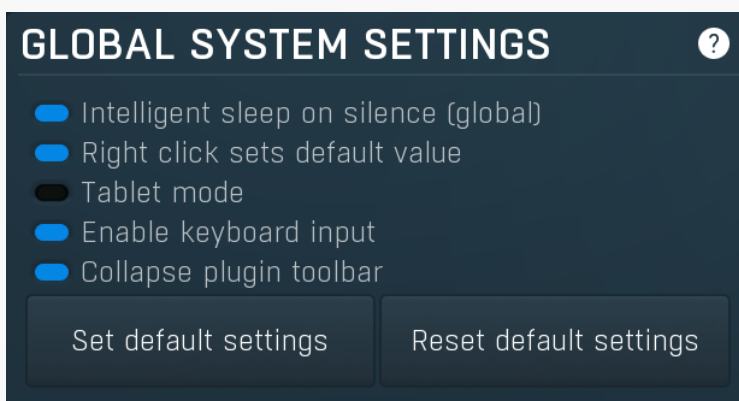 GLOBAL SYSTEM SETTINGS ?
Intelligent sleep on silence (global)
Right click sets default value
Tablet mode
Enable keyboard input
Collapse plugin toolbar
Set default settings Reset default settings